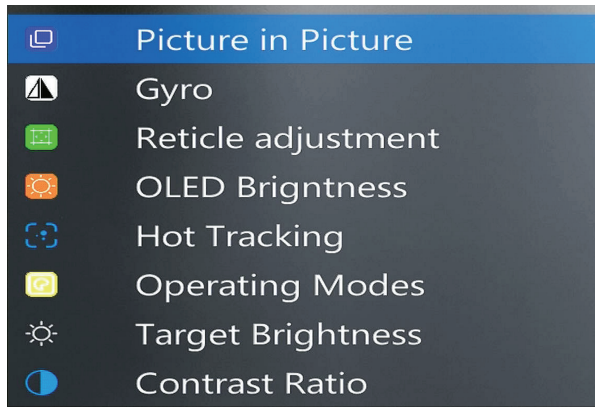 Picture in Picture
Gyro
Reticle adjustment
OLED Brigntness
Hot Tracking
Operating Modes
Target Brightness
Contrast Ratio